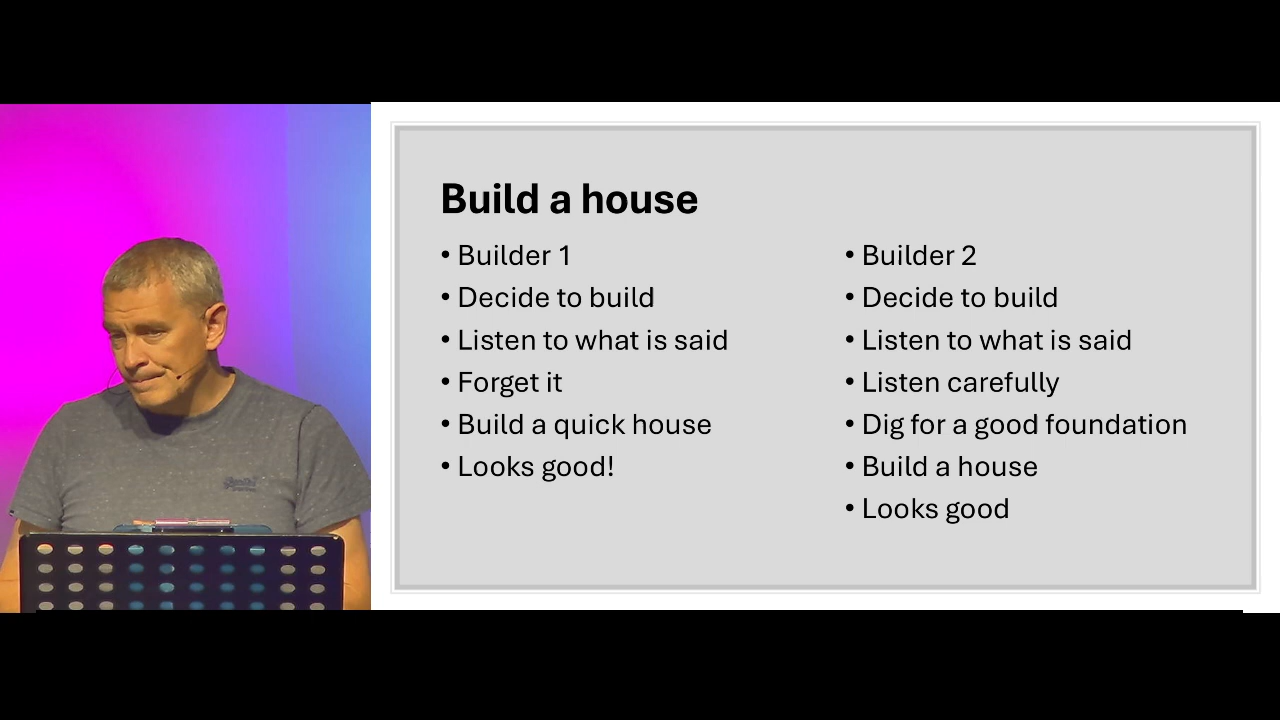 Build a house
• Builder 1
• Decide to build
• Listen to what is said
• Forget it
• Build a quick house
• Looks good!
• Builder 2
• Decide to build
• Listen to what is said
• Listen carefully
• Dig for a good foundation
• Build a house
• Looks good